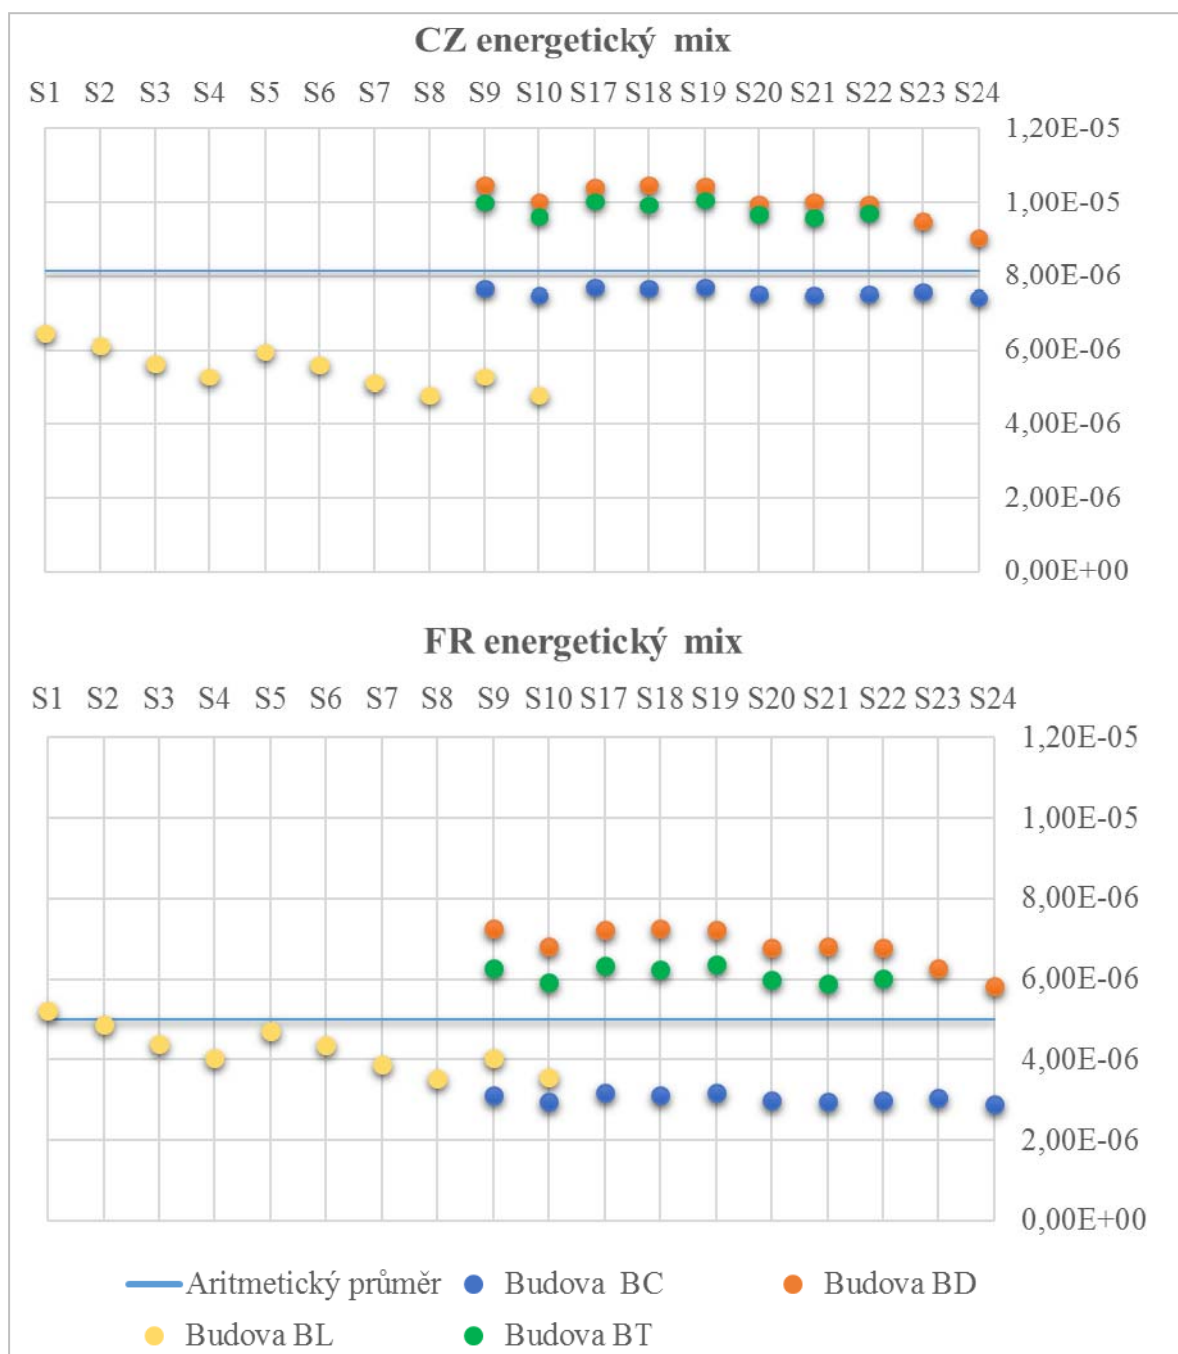 CZ energetický mix
S1 S2 S3 S4 S5 S6 S7 S8 S9 S10 S17 S18 S19 S20 S21 S22 S23 S24
1,20E-05
1,00E-05
8,00E-06
6,00E-06
4,00E-06
2,00E-06
0,00E+00
FR energetický mix
S1 S2 S3 S4 S5 S6 S7 S8 S9 S10 S17 S18 S19 S20 S21 S22 S23 S24
1,20E-05
1,00E-05
8,00E-06
6,00E-06
4,00E-06
2,00E-06
0,00E+00
Aritmetický průměr Budova BC Budova BD
Budova BL Budova BT